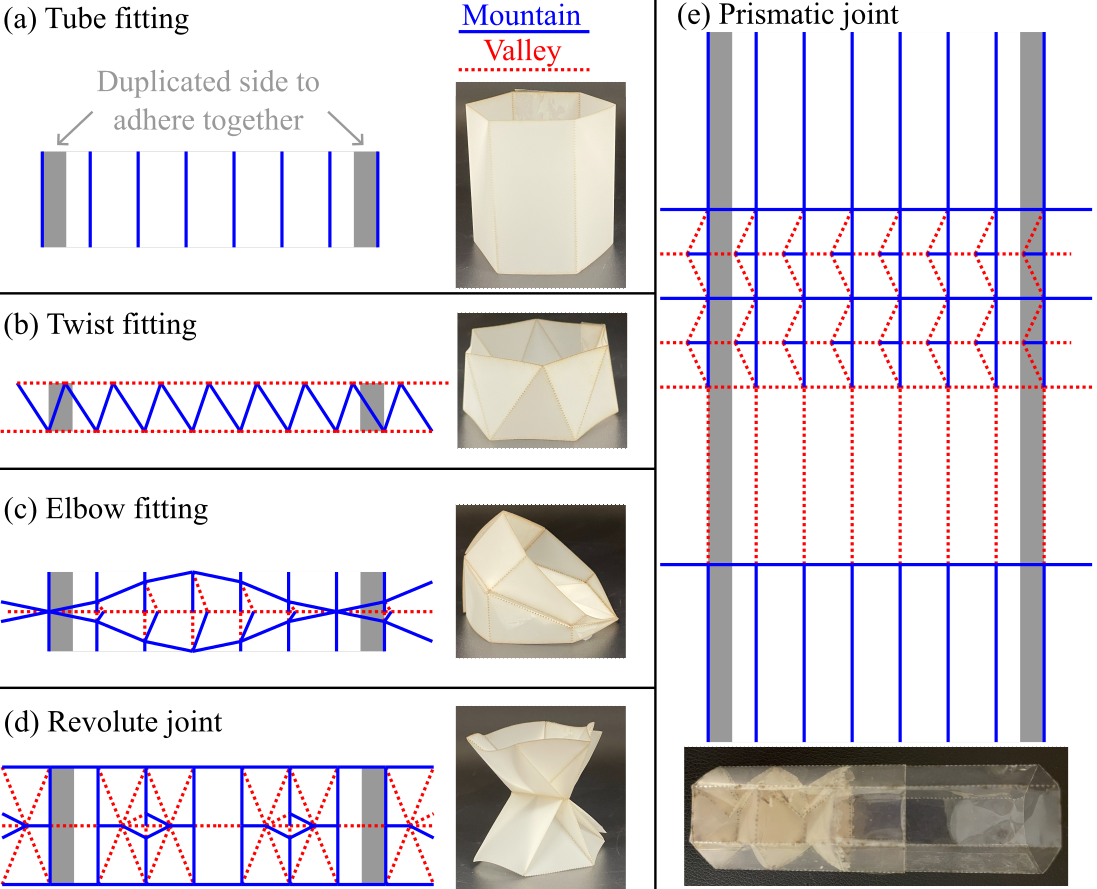 (a) Tube fitting
Mountain
Valley
Duplicated side to
adhere together
(b) Twist fitting
(c) Elbow fitting
(d) Revolute joint
(e) Prismatic joint